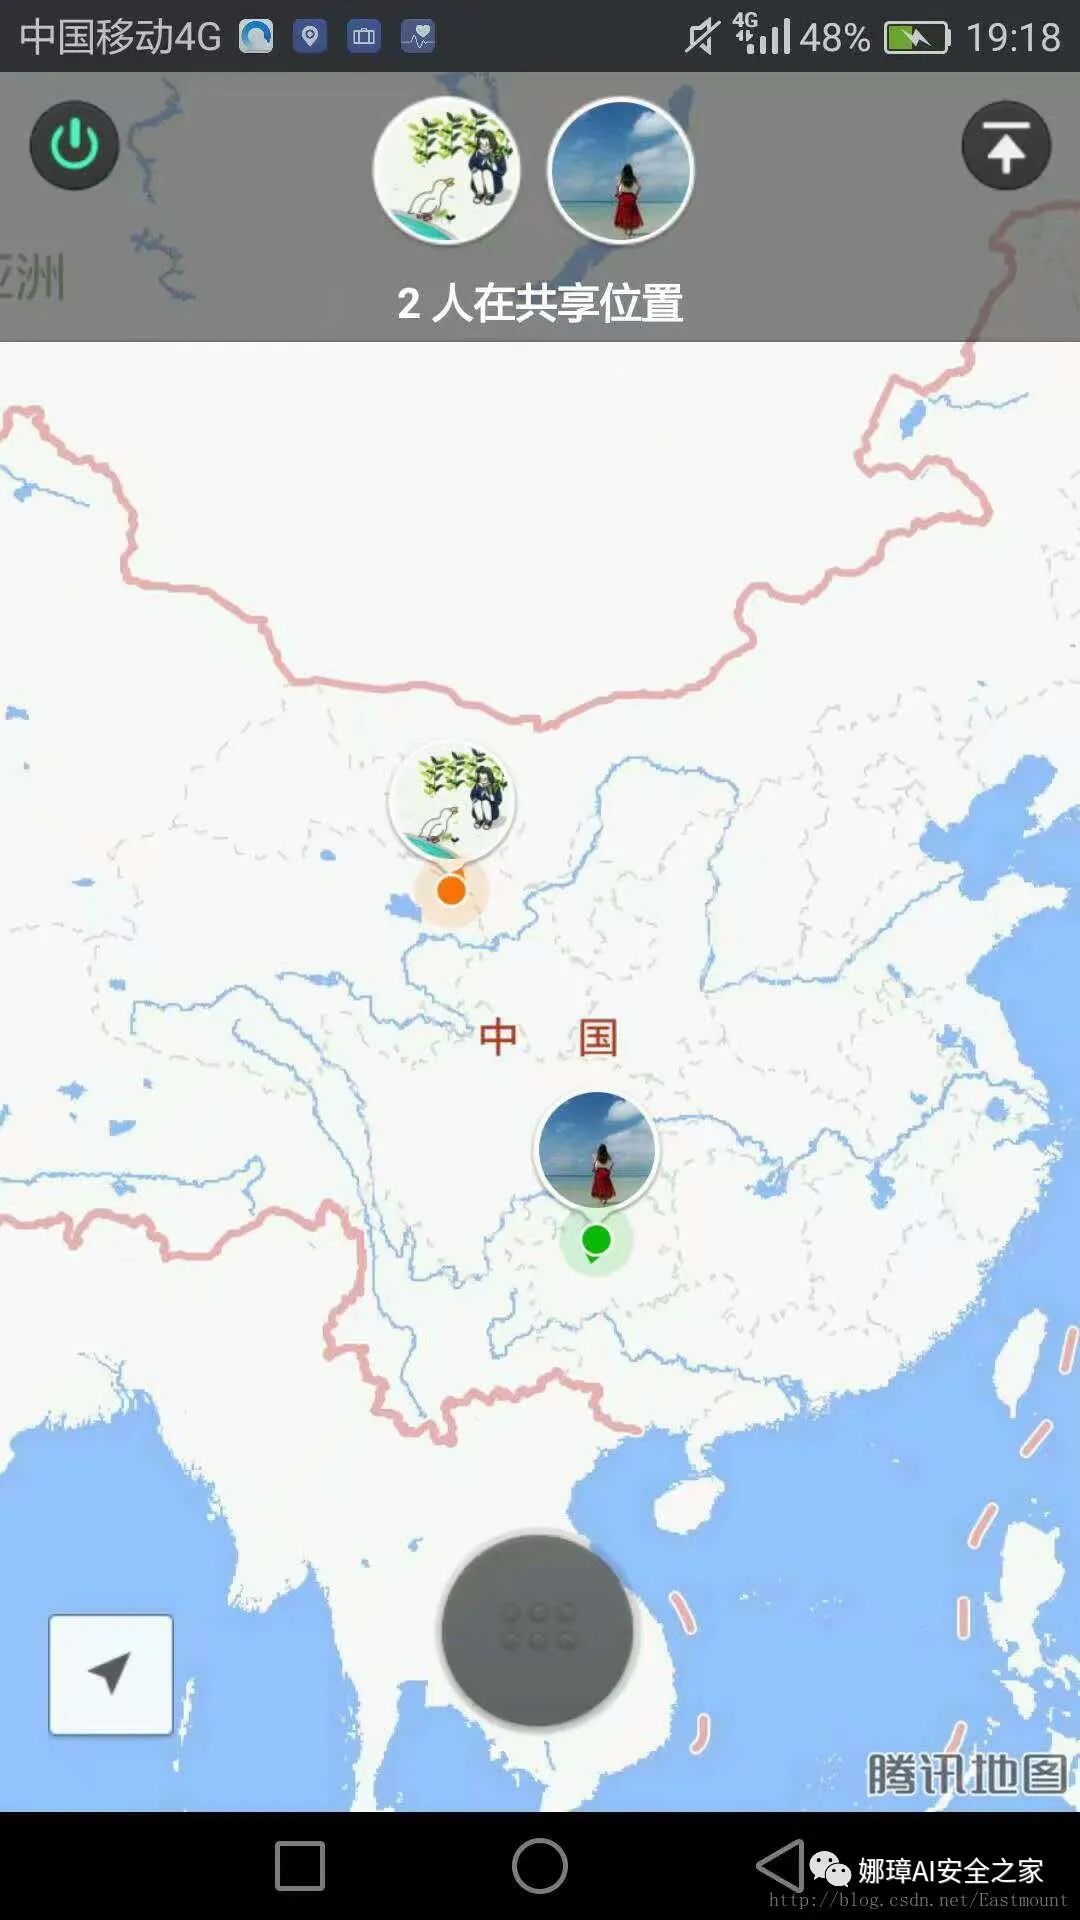 中国移动4G
4G
48%
19:18
亚洲
2 人在共享位置
中 国
腾讯地图
娜璋AI安全之家
http://blog.csdn.net/Eastmount